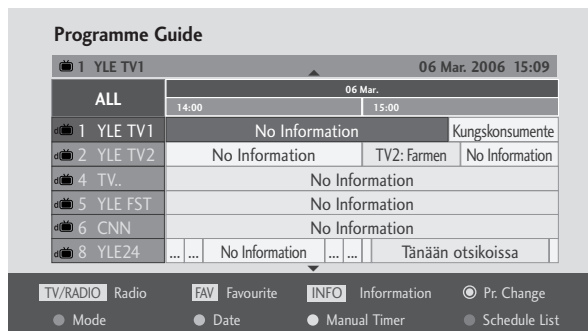 Programme Guide
1 YLE TV1 06 Mar. 2006 15:09
ALL 06 Mar.
14:00 15:00
1 YLE TV1 No Information Kungskonsumente
2 YLE TV2 No Information TV2: Farmen No Information
4 TV.. No Information
5 YLE FST No Information
6 CNN No Information
8 YLE24 ... ... No Information ... ... Tänään otsikoissa
TV/RADIO Radio FAV Favourite INFO Inforrmation Pr. Change
Mode Date Manual Timer Schedule List